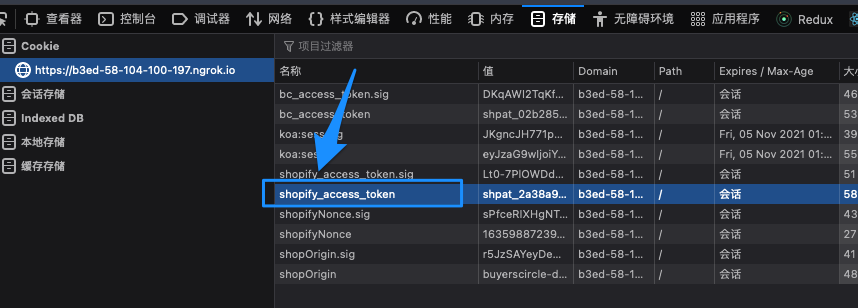 查看器 控制台 调试器 网络 样式编辑器 性能 内存 存储 无障碍环境 应用程序 Redux
Cookie 项目过滤器
https://b3ed-58-104-100-197.ngrok.io 名称 值 Domain Path Expires / Max-Age 大小
会话存储 bc_access_token.sig DKqAWI2TqKf... b3ed-58-1... / 会话 46
Indexed DB bc_access_token shpat_02b285... b3ed-58-1... / 会话 53
本地存储 koa:sess.sig JKgncJH771p... b3ed-58-1... / Fri, 05 Nov 2021 01:... 39
缓存存储 koa:sess eyJzaG9wIjoiY... b3ed-58-1... / Fri, 05 Nov 2021 01:... 55
shopify_access_token.sig Lt0-7PlOWDd... b3ed-58-1... / 会话 51
shopify_access_token shpat_2a38a9... b3ed-58-1... / 会话 58
shopifyNonce.sig sPfceRlXHgNT... b3ed-58-1... / 会话 43
shopifyNonce 16359887239... b3ed-58-1... / 会话 27
shopOrigin.sig r5JzSAYeyDe... b3ed-58-1... / 会话 41
shopOrigin buyerscircle-d... b3ed-58-1... / 会话 48